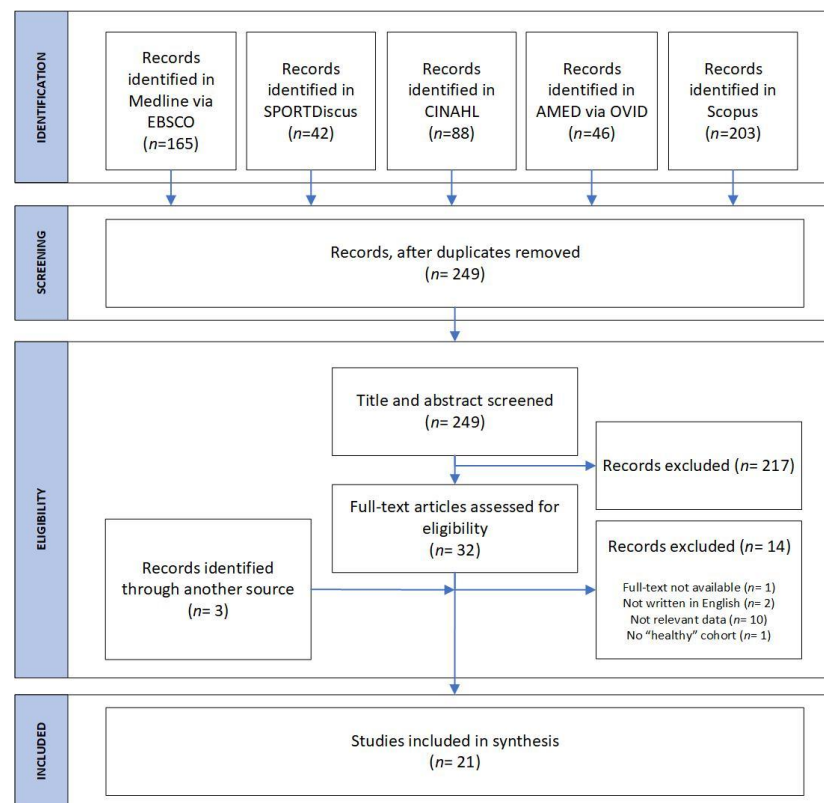 IDENTIFICATION
Records
identified in
Medline via
EBSCO
(n=165)
Records
identified in
SPORTDiscus
(n=42)
Records
identified in
CINAHL
(n=88)
Records
identified in
AMED via OVID
(n=46)
Records
identified in
Scopus
(n=203)
SCREENING
Records, after duplicates removed
(n= 249)
ELIGIBILITY
Title and abstract screened
(n= 249)
Records excluded (n= 217)
Full-text articles assessed for
eligibility
(n= 32)
Records identified
through another source
(n= 3)
Records excluded (n= 14)
Full-text not available (n= 1)
Not written in English (n= 2)
Not relevant data (n= 10)
No “healthy” cohort (n= 1)
INCLUDED
Studies included in synthesis
(n= 21)